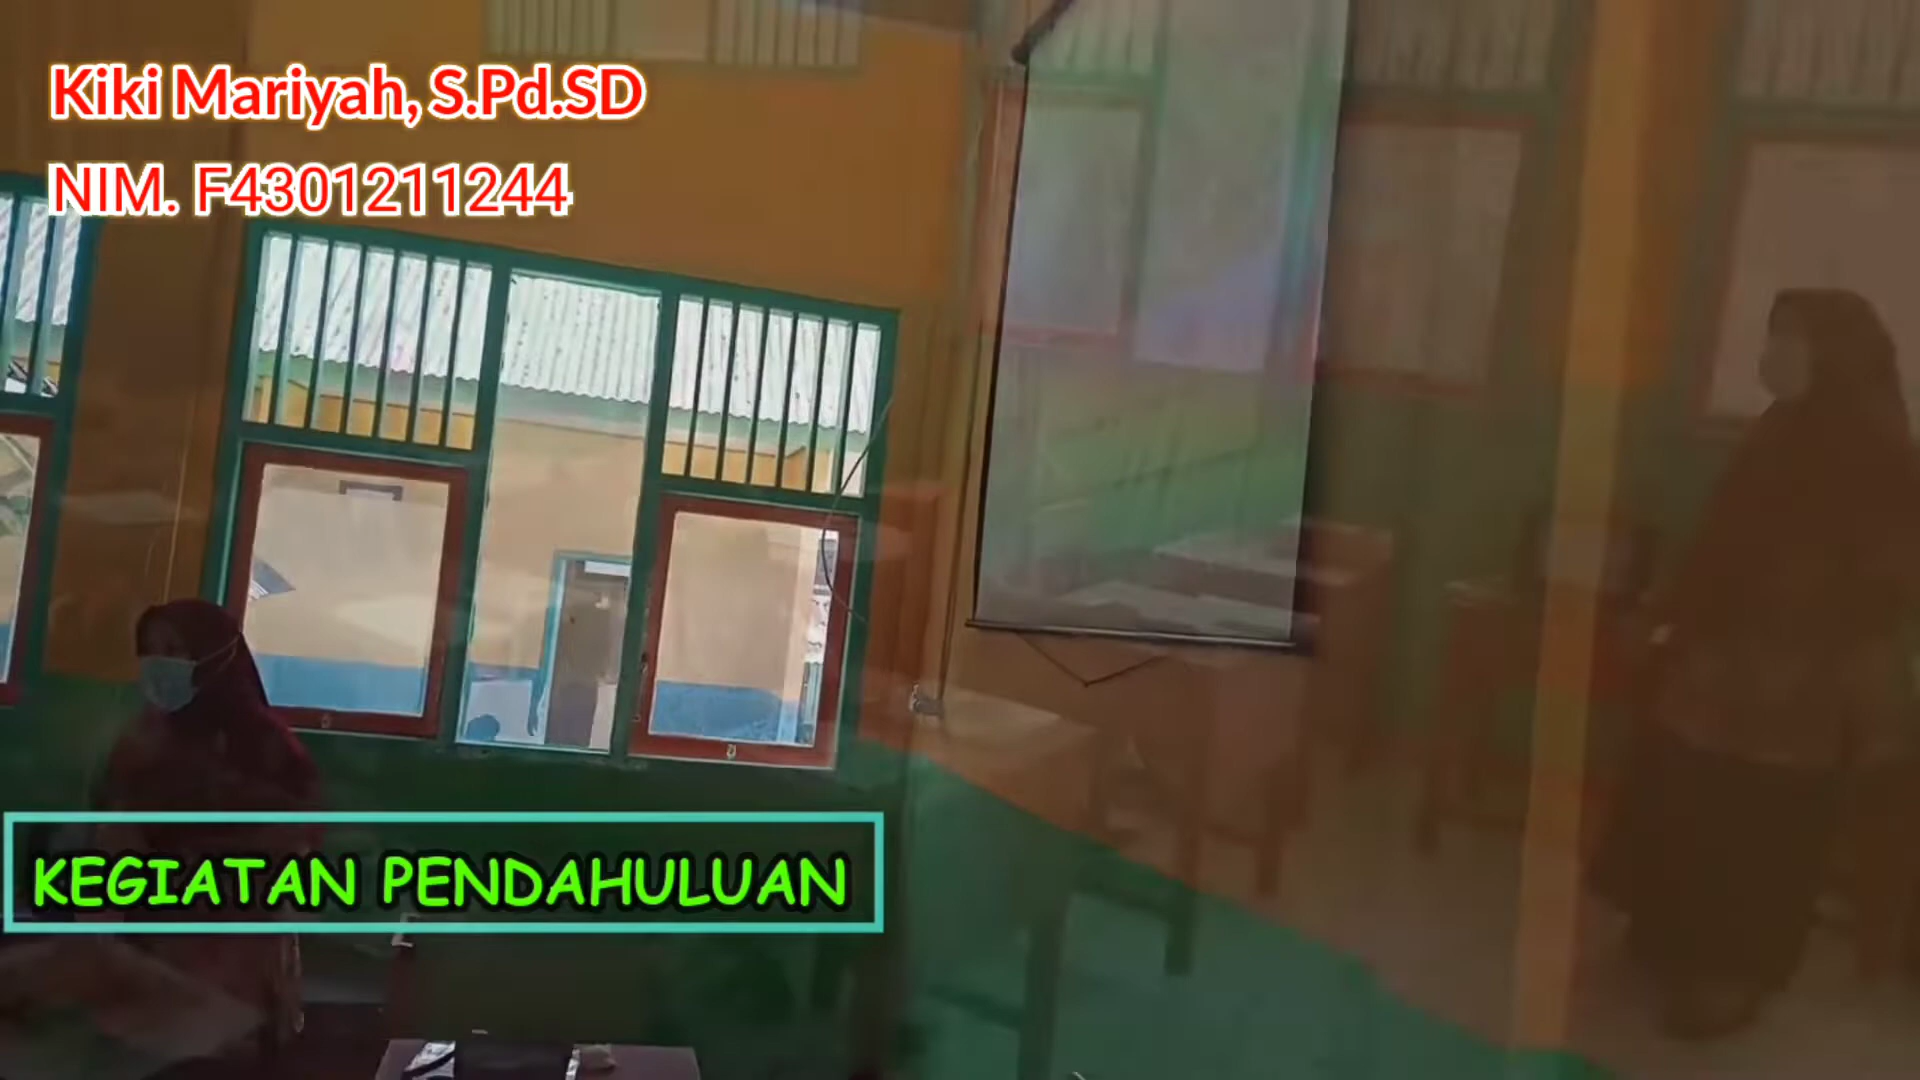 Kiki Mariyah, S.Pd.SD
NIM. F4301211244
KEGIATAN PENDAHULUAN